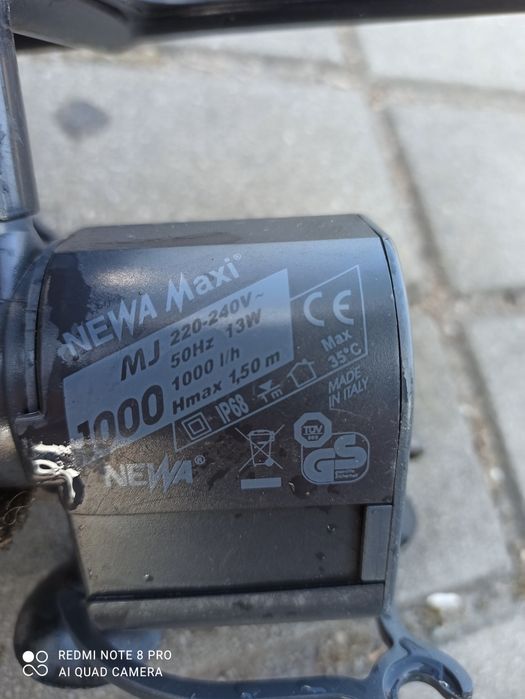 NEWA Maxi®
MJ 220-240V~
50Hz 13W
1000 1000 l/h
Hmax 1,50 m
IP68
m
CE
Max
35°C
MADE
IN ITALY
NEWA®
TÜV
GS
REDMI NOTE 8 PRO
AI QUAD CAMERA